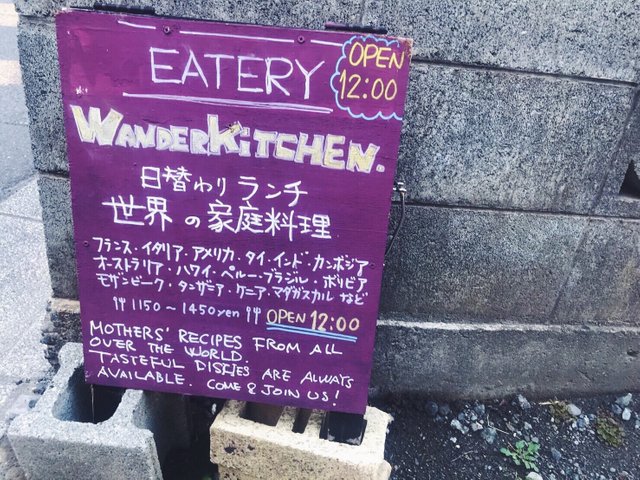 EATERY
OPEN
12:00
WANDERKITCHEN.
日替わり ランチ
世界の家庭料理
フランス・イタリア・アメリカ・タイ・インド・カンボジア
オーストラリア・ハワイ・ペルー・ブラジル・ボリビア
モザンビーク・タンザニア・ケニア・マダガスカル など
1150~1450yen
OPEN 12:00
MOTHERS' RECIPES FROM ALL
OVER THE WORLD.
TASTEFUL DISHES ARE ALWAYS
AVAILABLE. COME & JOIN US!